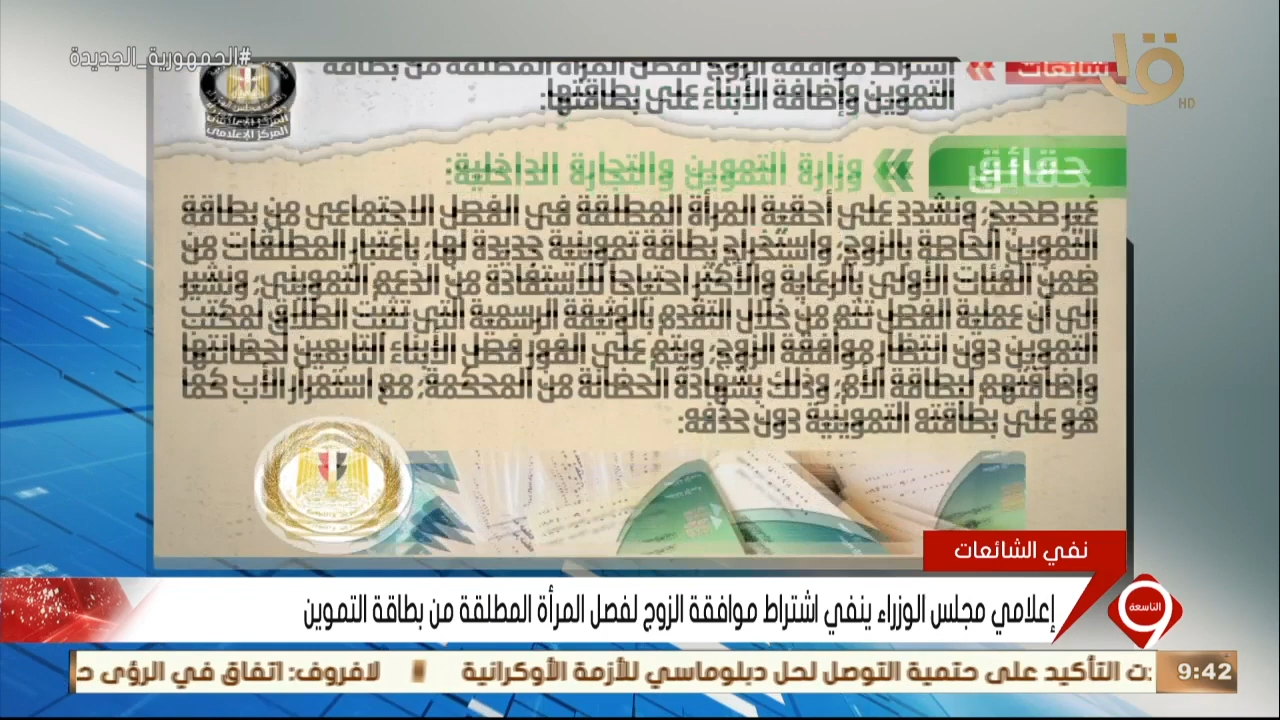 #الجمهورية_الجديدة
HD
شائعات
اشتراط موافقة الزوج لفصل المرأة المطلقة من بطاقة
التموين وإضافة الأبناء على بطاقتها:
المركز الإعلامي
حقائق
وزارة التموين والتجارة الداخلية:
غير صحيح، ونشدد على أحقية المرأة المطلقة في الفصل الاجتماعي من بطاقة
التموين الخاصة بالزوج، واستخراج بطاقة تموينية جديدة لها، باعتبار المطلقات من
ضمن الفئات الأولى بالرعاية والأكثر احتياجاً للاستفادة من الدعم التمويني، ونشير
إلى أن عملية الفصل تتم من خلال التقدم بالوثيقة الرسمية التي تثبت الطلاق لمكتب
التموين دون انتظار موافقة الزوج، ويتم على الفور فصل الأبناء التابعين لحضانتها
وإضافتهم لبطاقة الأم، وذلك بشهادة الحضانة من المحكمة، مع استمرار الأب كما
هو على بطاقته التموينية دون حذفه:
نفي الشائعات
إعلامي مجلس الوزراء ينفي اشتراط موافقة الزوج لفصل المرأة المطلقة من بطاقة التموين
التاسعة
9:42
ت التأكيد على حتمية التوصل لحل دبلوماسي للأزمة الأوكرانية
لافروف: اتفاق في الرؤى حـ